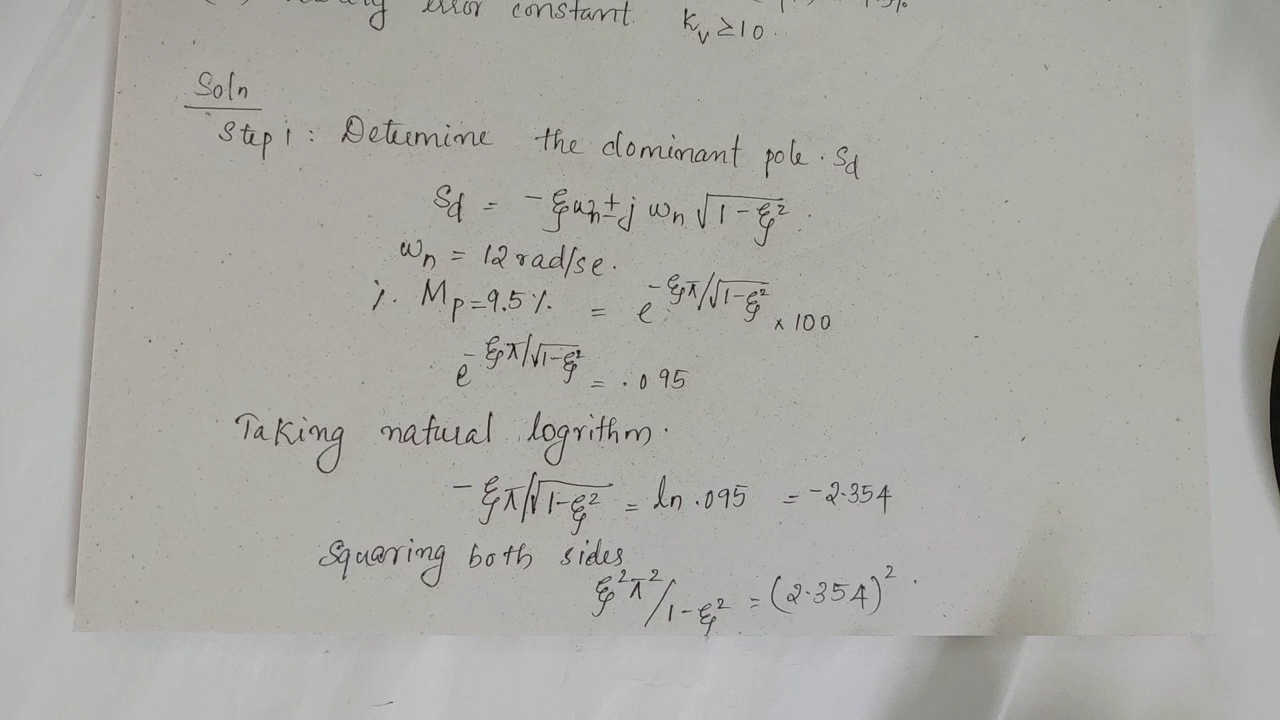 error constant. Kv ≥ 10.
Soln
Step 1 : Determine the dominant pole . Sd
Sd = -ξωn ± j ωn √1-ξ² .
ωn = 12 rad/se.
%. Mp = 9.5 %. = e^-ξπ/√1-ξ² x 100
e^-ξπ/√1-ξ² = .095
Taking natural logrithm.
-ξπ/√1-ξ² = ln .095 = -2.354
Squaring both sides
ξ²π²/1-ξ² = (2.354)² .